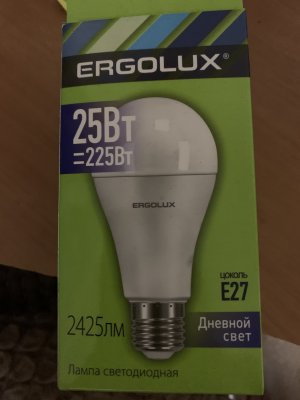 ERGOLUX®
25Вт
=225Вт
ERGOLUX
цоколь
E27
2425лм
Дневной
свет
Лампа светодиодная